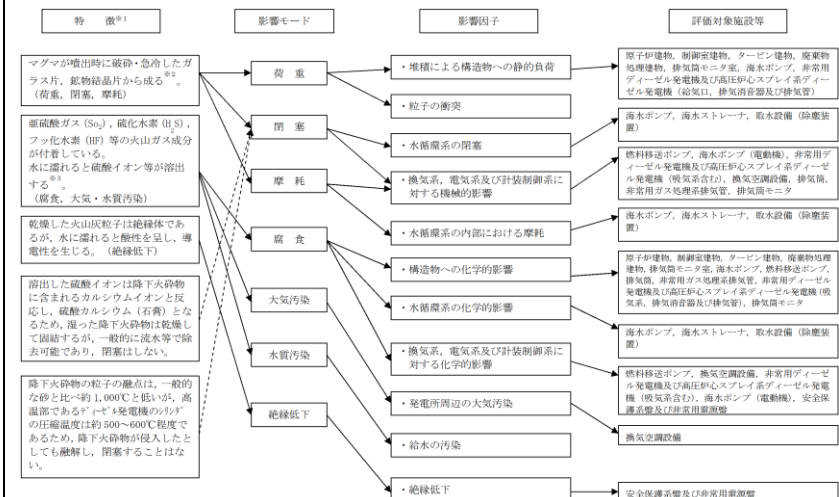 特　徴※1
影響モード
影響因子
評価対象施設等
マグマが噴出時に破砕・急冷したガ
ラス片，鉱物結晶片から成る※2。
（荷重，閉塞，摩耗）
亜硫酸ガス（So2），硫化水素（H2S），
フッ化水素（HF）等の火山ガス成分
が付着している。
水に濡れると硫酸イオン等が溶出
する※3。
（腐食，大気・水質汚染）
乾燥した火山灰粒子は絶縁体であ
るが，水に濡れると酸性を呈し，導
電性を生じる。（絶縁低下）
溶出した硫酸イオンは降下火砕物
に含まれるカルシウムイオンと反
応し，硫酸カルシウム（石膏）とな
るため，湿った降下火砕物は乾燥し
て固結するが，一般的に流水等で除
去可能であり，閉塞はしない。
降下火砕物の粒子の融点は，一般的
な砂と比べ約1,000℃と低いが，高
温部であるﾃﾞｨｰｾﾞﾙ発電機のｼﾘﾝﾀﾞ
の圧縮温度は約500～600℃程度で
あるため，降下火砕物が侵入したと
しても融解し，閉塞することはな
い。
荷　重
閉　塞
摩　耗
腐　食
大気汚染
水質汚染
絶縁低下
・堆積による構造物への静的負荷
・粒子の衝突
・水循環系の閉塞
・換気系，電気系及び計装制御系に
対する機械的影響
・水循環系の内部における摩耗
・構造物への化学的影響
・水循環系の化学的影響
・換気系，電気系及び計装制御系に
対する化学的影響
・発電所周辺の大気汚染
・給水の汚染
・絶縁低下
原子炉建物，制御室建物，タービン建物，廃棄物
処理建物，排気筒モニタ室，海水ポンプ，非常用
ディーゼル発電機及び高圧炉心スプレイ系ディー
ゼル発電機（給気口，排気消音器及び排気管）
海水ポンプ，海水ストレーナ，取水設備（除塵装
置）
燃料移送ポンプ，海水ポンプ（電動機），非常用デ
ィーゼル発電機及び高圧炉心スプレイ系ディーゼ
ル発電機（吸気系含む），換気空調設備，排気筒，
非常用ガス処理系排気管，排気筒モニタ
海水ポンプ，海水ストレーナ，取水設備（除塵装
置）
原子炉建物，制御室建物，タービン建物，廃棄物処理
建物，排気筒モニタ室，海水ポンプ，燃料移送ポンプ，
排気筒，非常用ガス処理系排気管，非常用ディーゼル
発電機及び高圧炉心スプレイ系ディーゼル発電機（吸
気系，排気消音器及び排気管），排気筒モニタ
海水ポンプ，海水ストレーナ，取水設備（除塵装
置）
燃料移送ポンプ，換気空調設備，非常用ディーゼ
ル発電機及び高圧炉心スプレイ系ディーゼル発電
機（吸気系含む），海水ポンプ（電動機），安全保
護系盤及び非常用電源盤
換気空調設備
安全保護系盤及び非常用電源盤